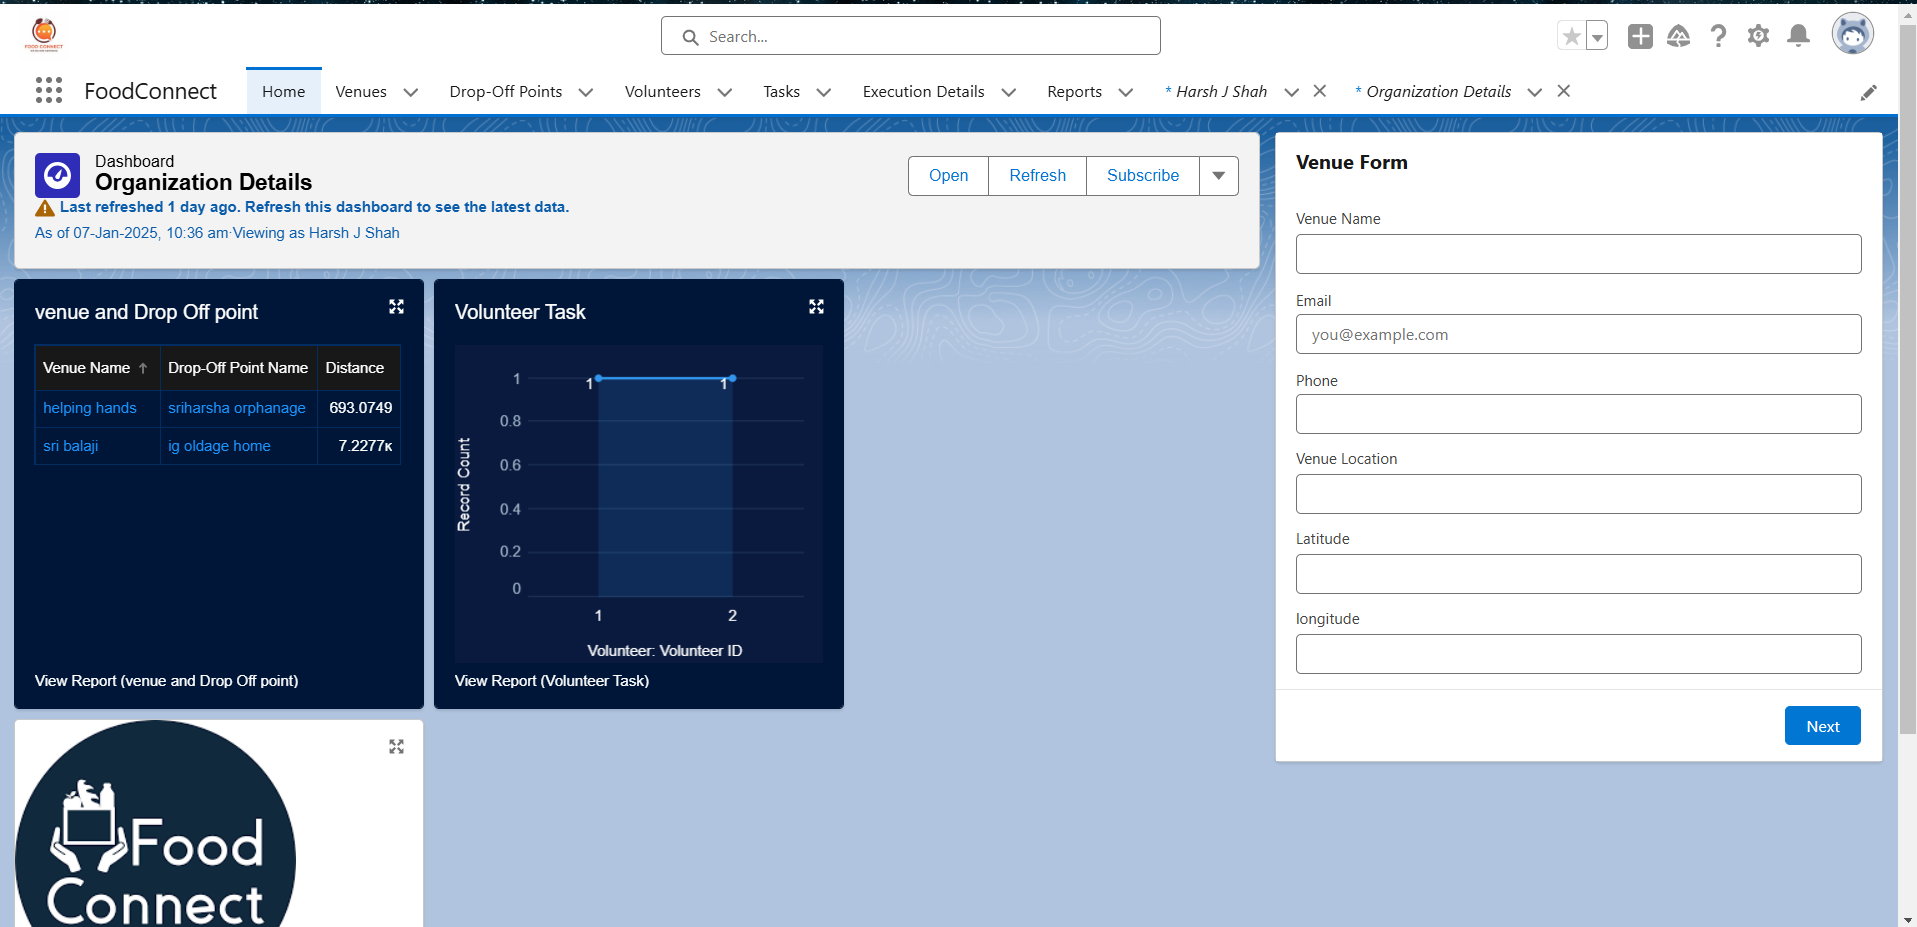 FOOD CONNECT
Search...
FoodConnect
Home
Venues
Drop-Off Points
Volunteers
Tasks
Execution Details
Reports
* Harsh J Shah
* Organization Details
Dashboard
Organization Details
Last refreshed 1 day ago. Refresh this dashboard to see the latest data.
As of 07-Jan-2025, 10:36 am·Viewing as Harsh J Shah
Open
Refresh
Subscribe
venue and Drop Off point
Venue Name ↑ Drop-Off Point Name Distance
helping hands sriharsha orphanage 693.0749
sri balaji ig oldage home 7.2277K
View Report (venue and Drop Off point)
Volunteer Task
Record Count
1
0.8
0.6
0.4
0.2
0
1 1
1 2
Volunteer: Volunteer ID
View Report (Volunteer Task)
Food
Connect
Venue Form
Venue Name
Email
you@example.com
Phone
Venue Location
Latitude
longitude
Next